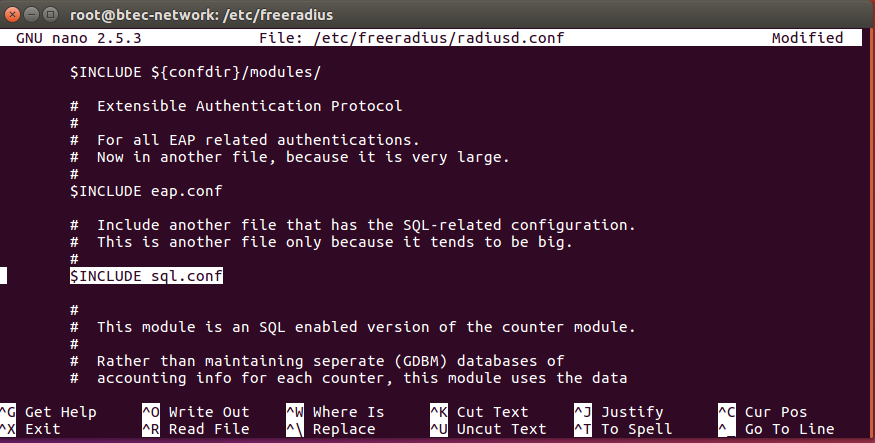 root@btec-network: /etc/freeradius
GNU nano 2.5.3 File: /etc/freeradius/radiusd.conf Modified
$INCLUDE ${confdir}/modules/
# Extensible Authentication Protocol
#
# For all EAP related authentications.
# Now in another file, because it is very large.
#
$INCLUDE eap.conf
# Include another file that has the SQL-related configuration.
# This is another file only because it tends to be big.
#
$INCLUDE sql.conf
#
# This module is an SQL enabled version of the counter module.
#
# Rather than maintaining seperate (GDBM) databases of
# accounting info for each counter, this module uses the data
^G Get Help ^O Write Out ^W Where Is ^K Cut Text ^J Justify ^C Cur Pos
^X Exit ^R Read File ^\ Replace ^U Uncut Text ^T To Spell ^_ Go To Line